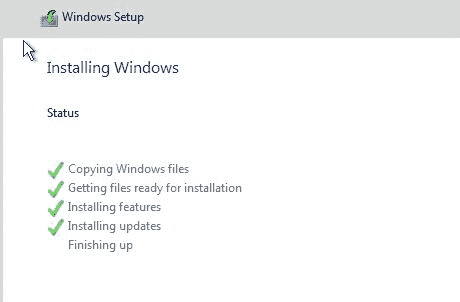 Windows Setup
Installing Windows
Status
Copying Windows files
Getting files ready for installation
Installing features
Installing updates
Finishing up